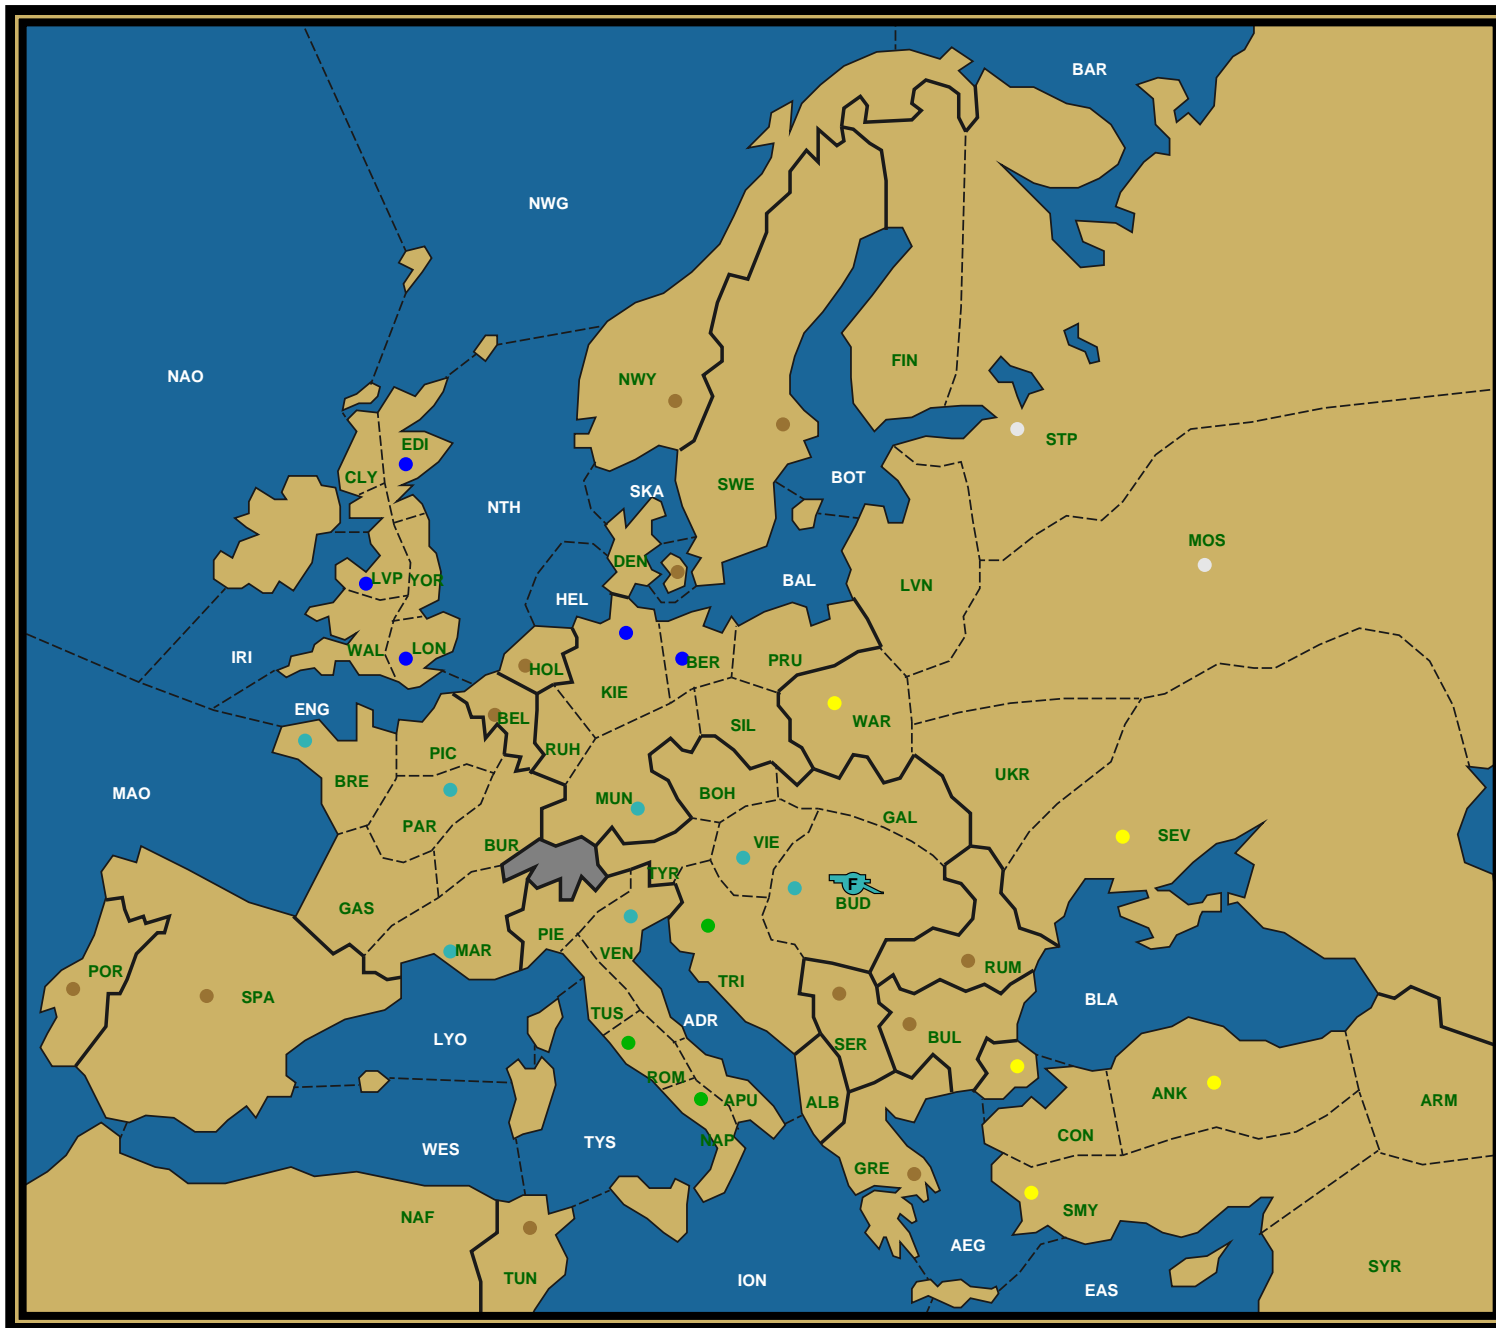 BAR
NWG
NAO
FIN
NWY
STP
EDI
CLY
BOT
SWE
SKA
NTH
MOS
DEN
LVP
YOR
BAL
LVN
HEL
WAL
LON
IRI
HOL
BER
PRU
KIE
ENG
BEL
WAR
SIL
PIC
RUH
UKR
BRE
MAO
MUN
BOH
GAL
PAR
SEV
BUR
VIE
TYR
F
BUD
GAS
PIE
MAR
VEN
RUM
POR
SPA
TRI
BLA
TUS
ADR
LYO
SER
BUL
ROM
ANK
APU
ALB
ARM
CON
NAP
TYS
WES
GRE
SMY
NAF
AEG
SYR
TUN
ION
EAS